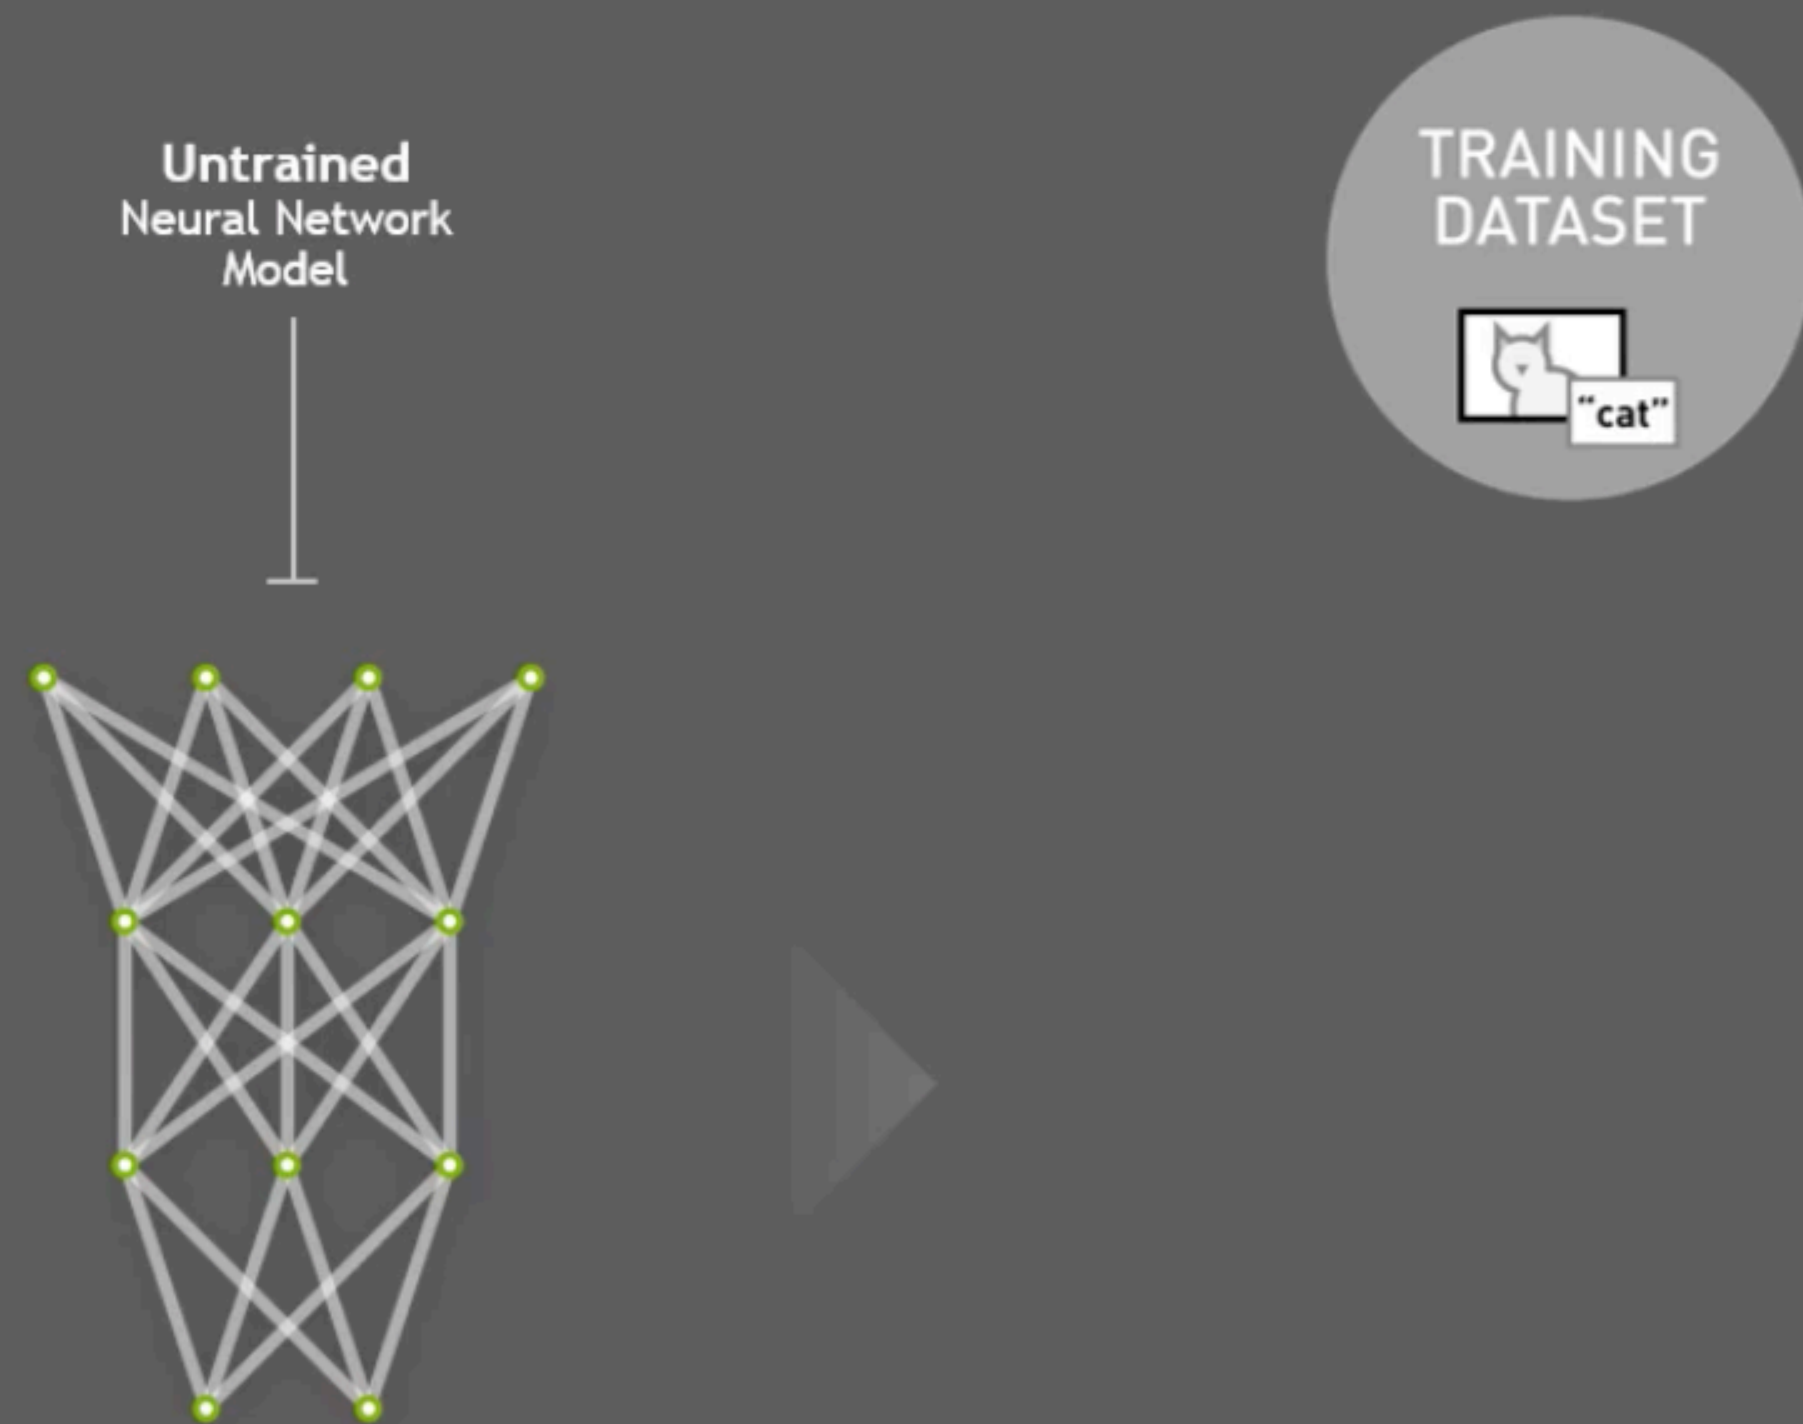 Untrained
Neural Network
Model
TRAINING
DATASET
“cat”